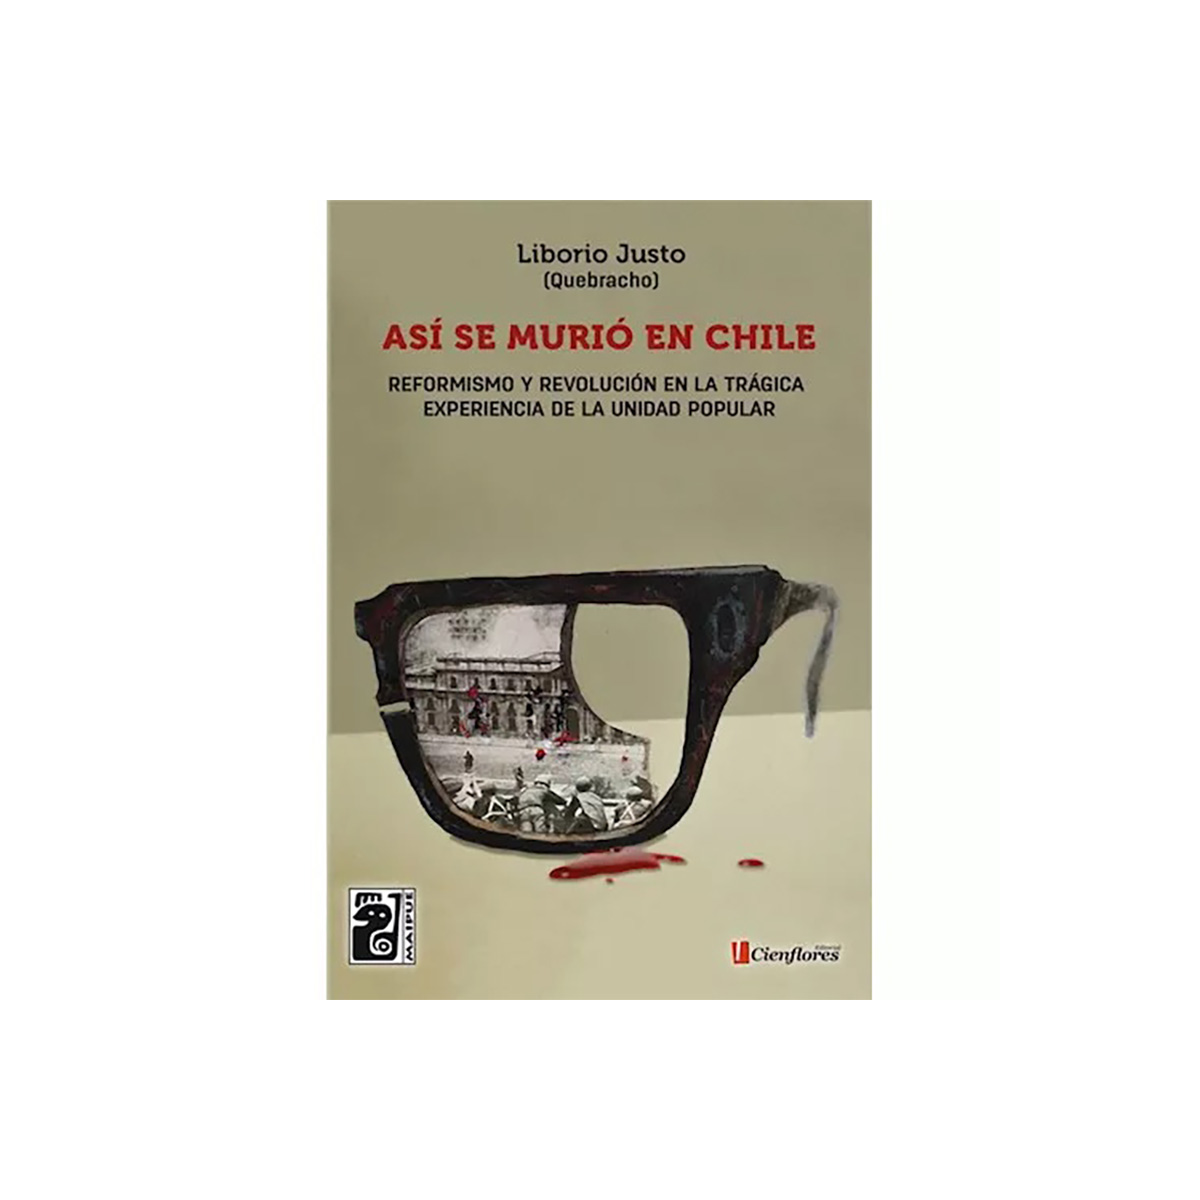 Liborio Justo
(Quebracho)
ASÍ SE MURIÓ EN CHILE
REFORMISMO Y REVOLUCIÓN EN LA TRÁGICA
EXPERIENCIA DE LA UNIDAD POPULAR
MAIPUE
Editorial
Cienflores